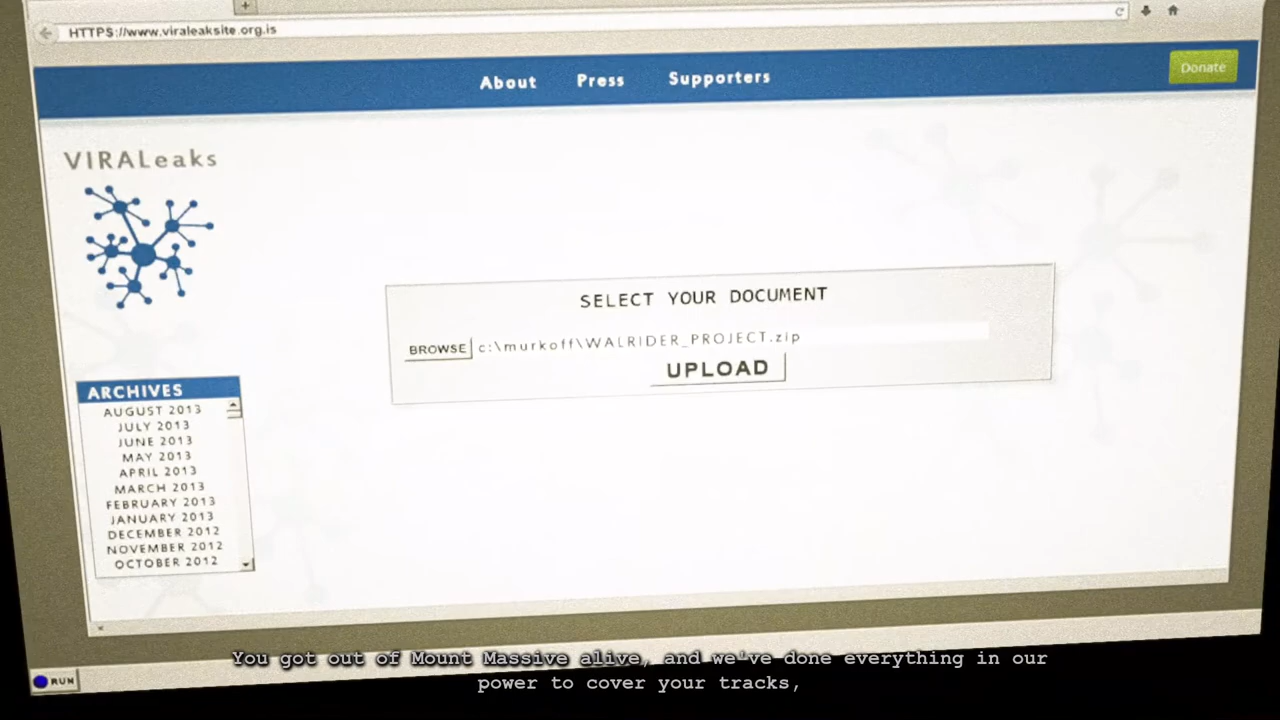 HTTPS://www.viraleaksite.org.is
About Press Supporters
Donate
VIRALeaks
SELECT YOUR DOCUMENT
BROWSE c:\murkoff\WALRIDER_PROJECT.zip
UPLOAD
ARCHIVES
AUGUST 2013
JULY 2013
JUNE 2013
MAY 2013
APRIL 2013
MARCH 2013
FEBRUARY 2013
JANUARY 2013
DECEMBER 2012
NOVEMBER 2012
OCTOBER 2012
RUN
You got out of Mount Massive alive, and we've done everything in our
power to cover your tracks,